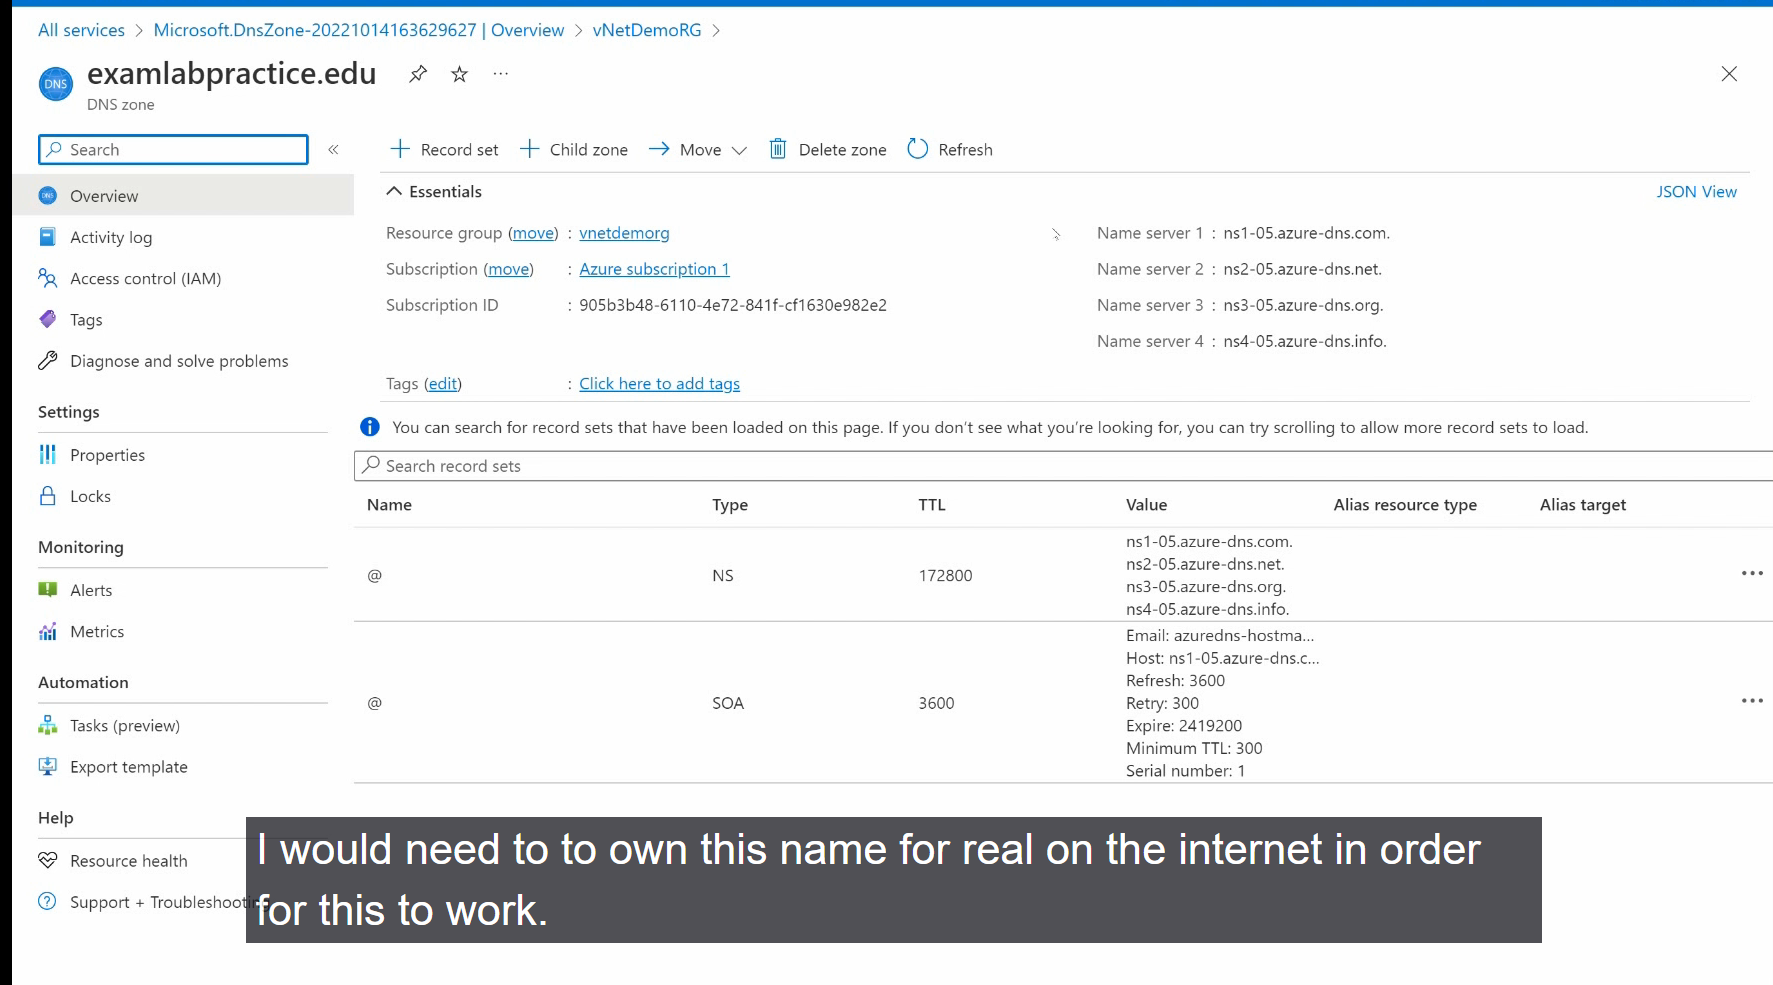 All services > Microsoft.DnsZone-20221014163629627 | Overview > vNetDemoRG >
DNS
examlabpractice.edu ...
DNS zone
Search
«
Overview
Activity log
Access control (IAM)
Tags
Diagnose and solve problems
Settings
Properties
Locks
Monitoring
Alerts
Metrics
Automation
Tasks (preview)
Export template
Help
Resource health
Support + Troubleshootin
+ Record set + Child zone → Move Delete zone Refresh
Essentials JSON View
Resource group (move) : vnetdemorg
Subscription (move) : Azure subscription 1
Subscription ID : 905b3b48-6110-4e72-841f-cf1630e982e2
Name server 1 : ns1-05.azure-dns.com.
Name server 2 : ns2-05.azure-dns.net.
Name server 3 : ns3-05.azure-dns.org.
Name server 4 : ns4-05.azure-dns.info.
Tags (edit) : Click here to add tags
You can search for record sets that have been loaded on this page. If you don't see what you're looking for, you can try scrolling to allow more record sets to load.
Search record sets
Name Type TTL Value Alias resource type Alias target
@ NS 172800
ns1-05.azure-dns.com.
ns2-05.azure-dns.net.
ns3-05.azure-dns.org.
ns4-05.azure-dns.info.
...
@ SOA 3600
Email: azuredns-hostma...
Host: ns1-05.azure-dns.c...
Refresh: 3600
Retry: 300
Expire: 2419200
Minimum TTL: 300
Serial number: 1
...
I would need to to own this name for real on the internet in order
for this to work.